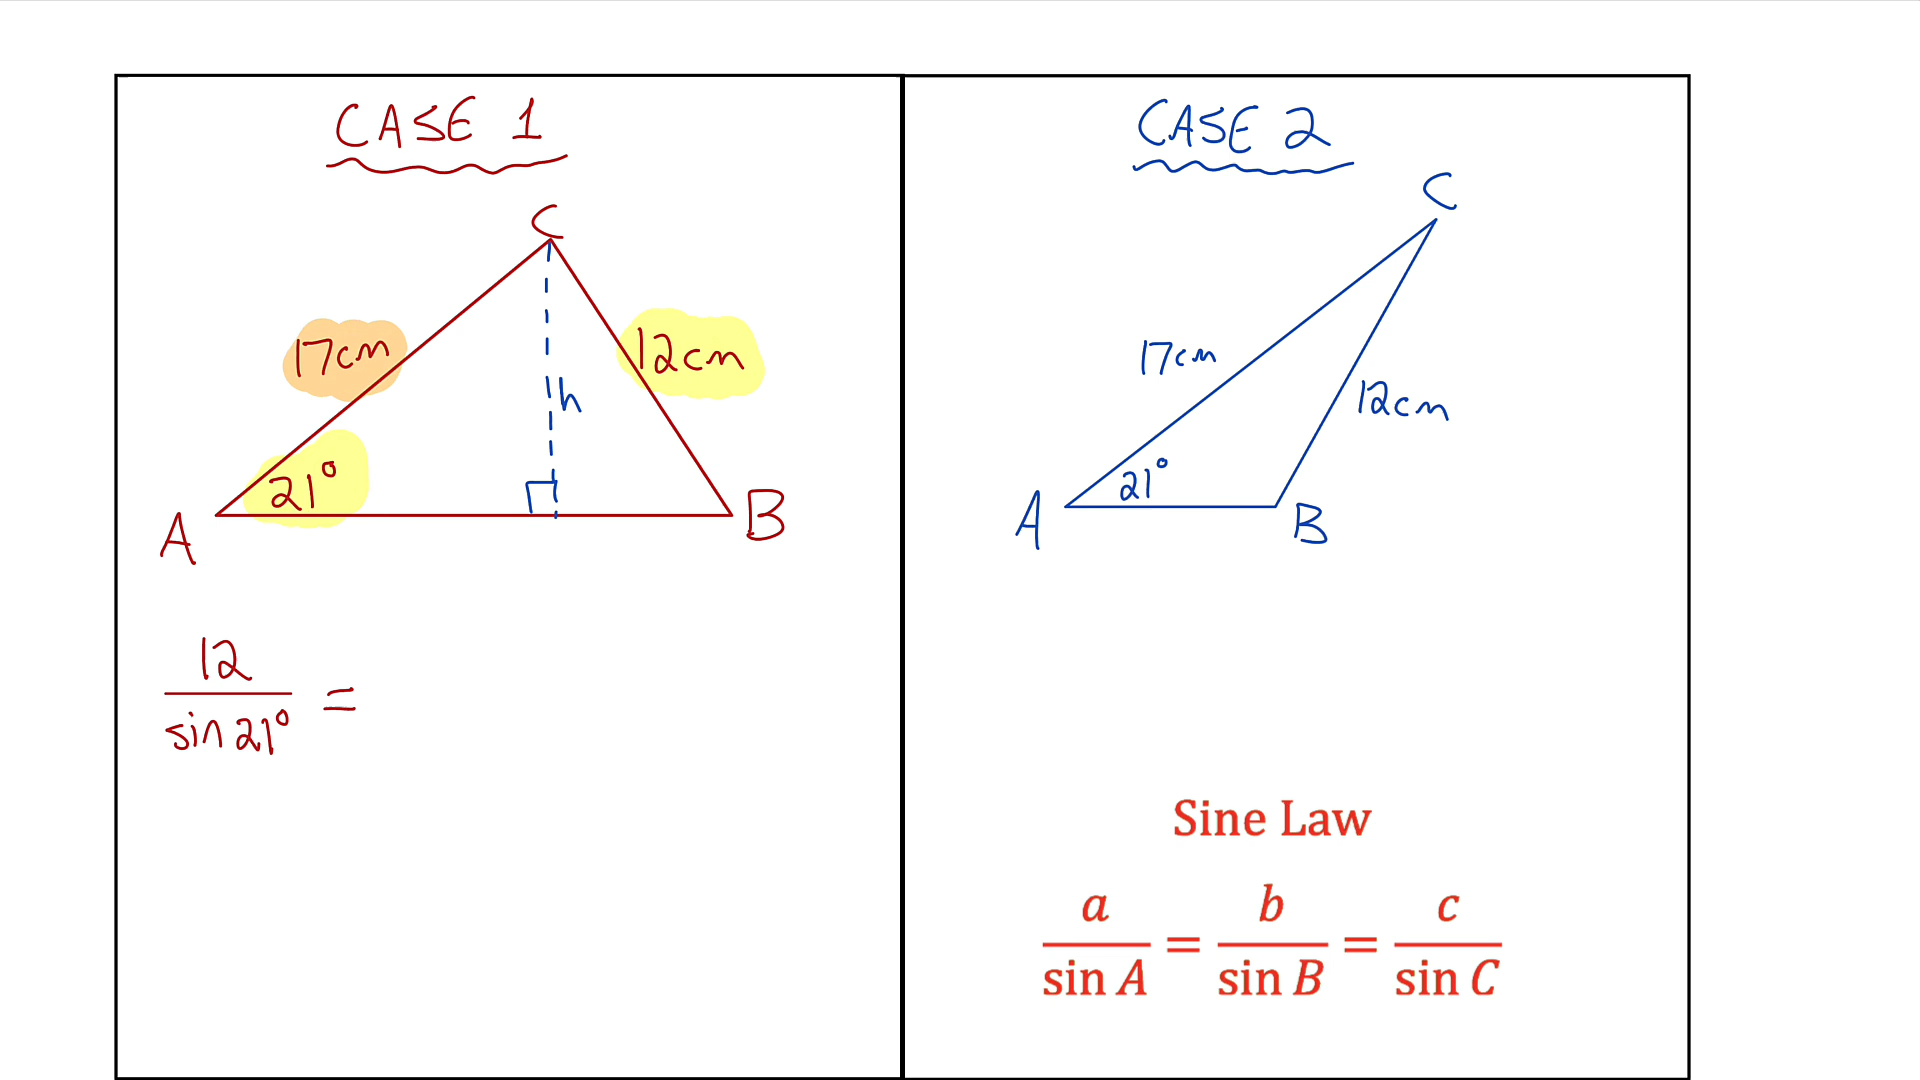 CASE 1
C
17cm
12cm
h
21°
A
B
12
sin 21° =
CASE 2
C
17cm
12cm
21°
A
B
Sine Law
a/sin A = b/sin B = c/sin C